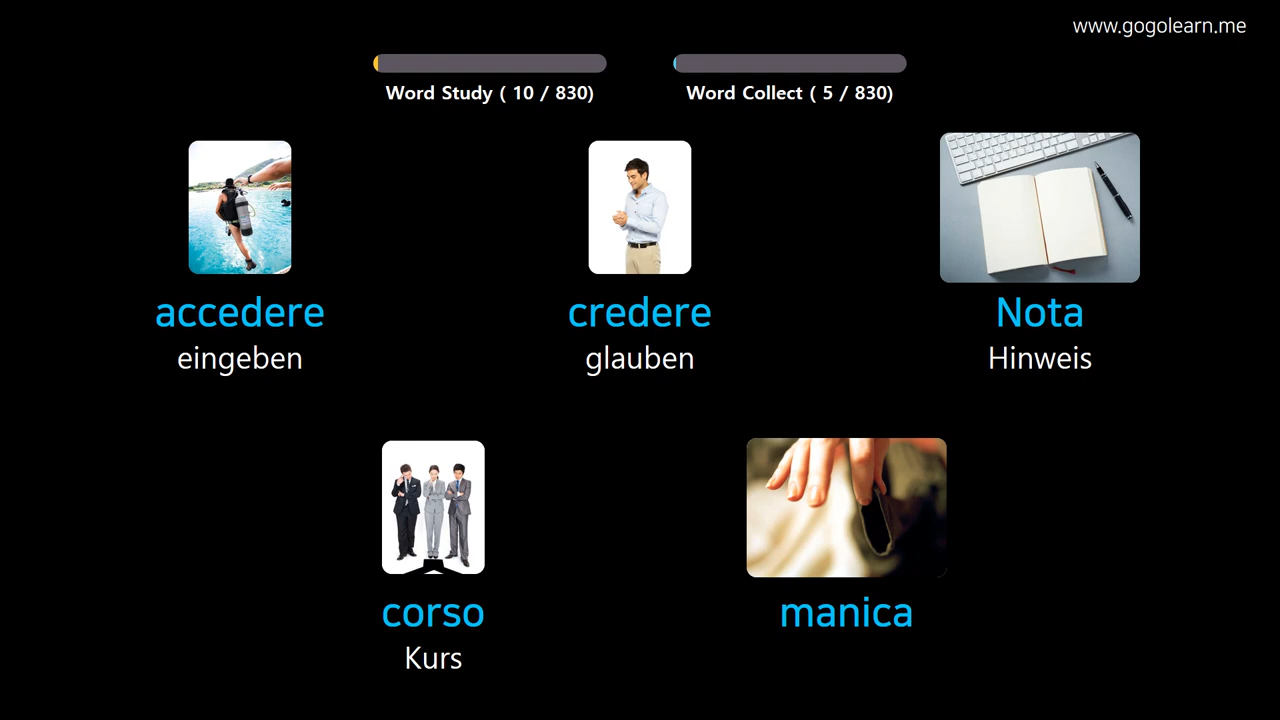 www.gogolearn.me
Word Study ( 10 / 830)
Word Collect ( 5 / 830)
accedere
eingeben
credere
glauben
Nota
Hinweis
corso
Kurs
manica